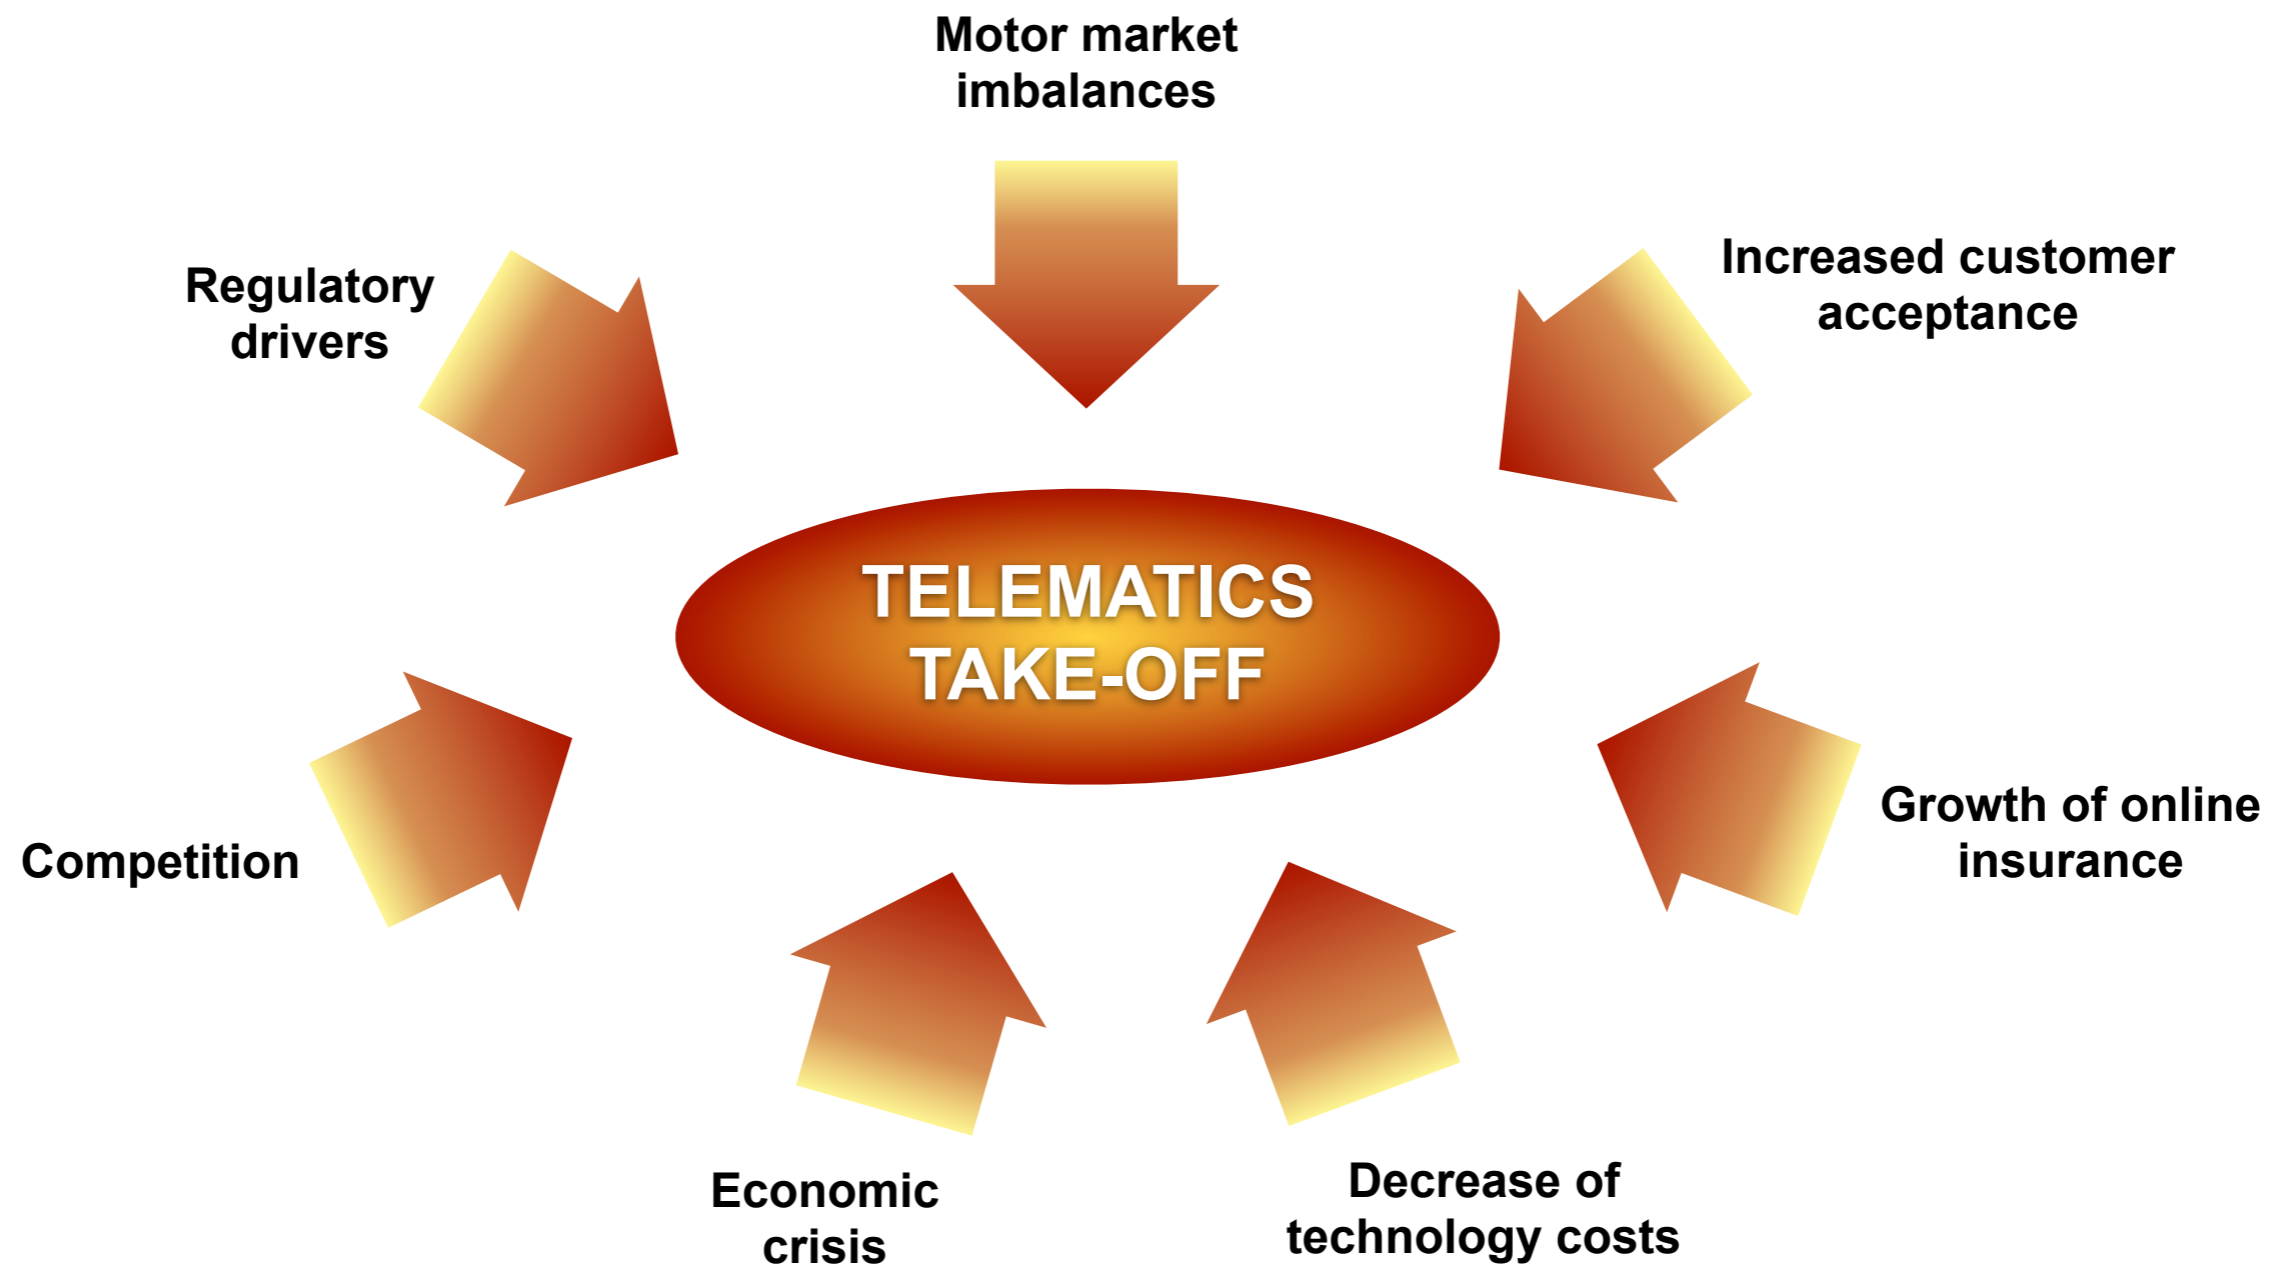 Motor market
imbalances
Regulatory
drivers
Increased customer
acceptance
TELEMATICS
TAKE-OFF
Competition
Growth of online
insurance
Economic
crisis
Decrease of
technology costs